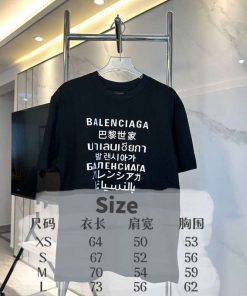 BALENCIAGA
巴黎世家
บาเลนเซียกา
발렌시아가
БАЛЕНСИАГА
バレンシアガ
بالنسياغا
Size
尺码 衣长 肩宽 胸围
XS 64 50 53
S 67 52 56
M 70 54 59
L 73 56 62